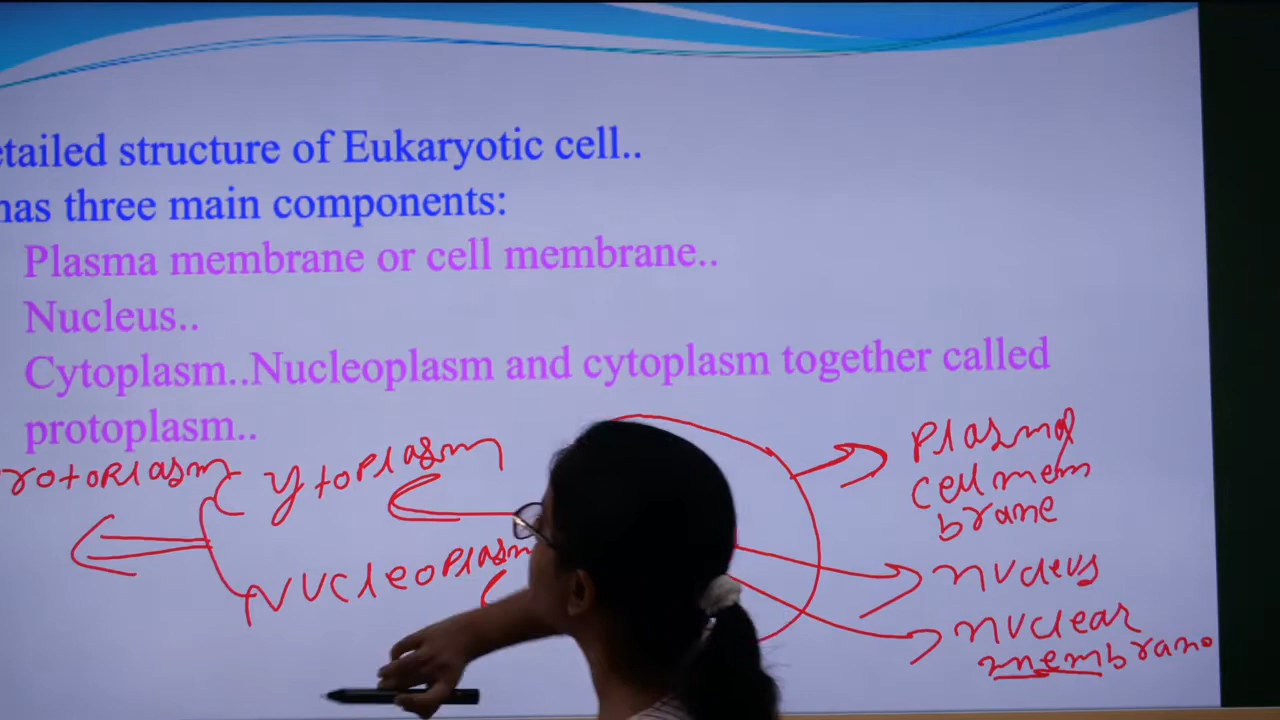 etailed structure of Eukaryotic cell..
has three main components:
Plasma membrane or cell membrane..
Nucleus..
Cytoplasm..Nucleoplasm and cytoplasm together called
protoplasm..
rotoplasm
Cytoplasm
Nucleoplasm
Plasma
cell mem
brane
nucleus
nuclear
membrane